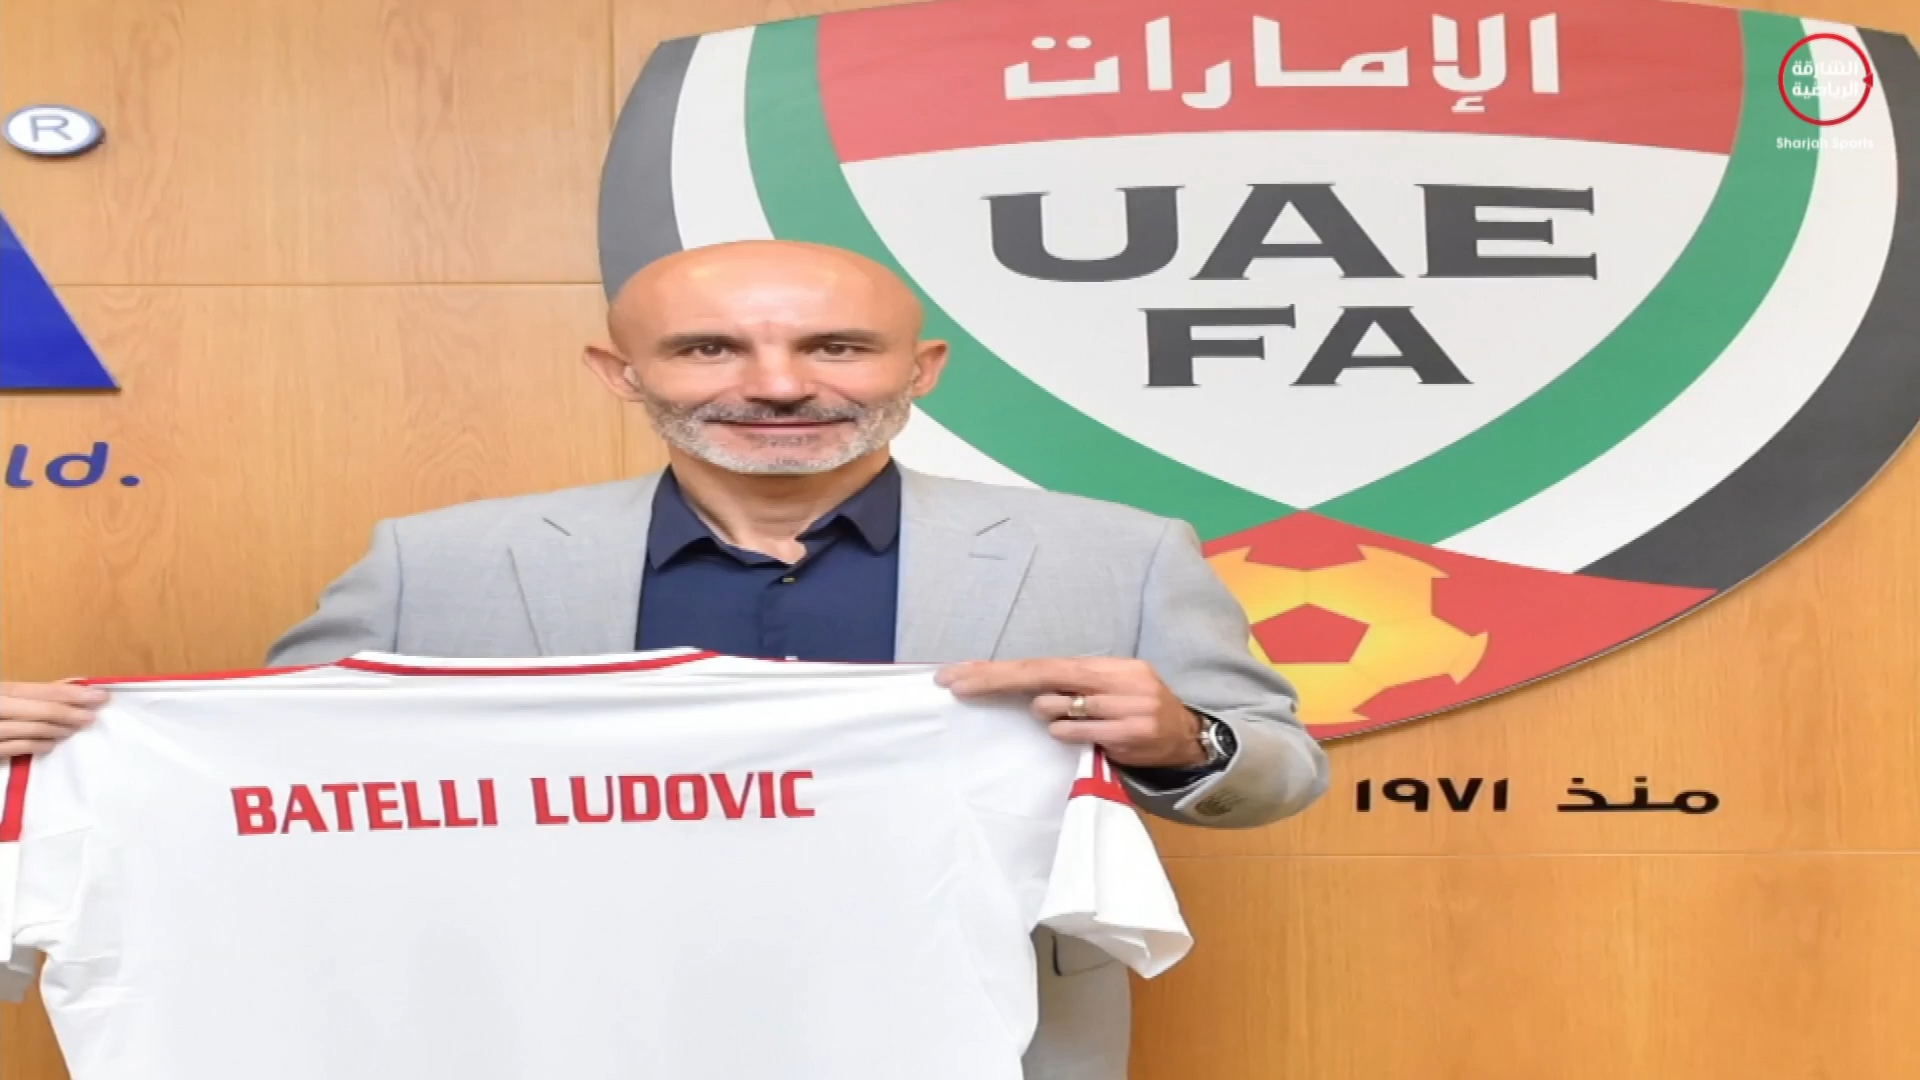 الإمارات
UAE
FA
الشارقة
الرياضية
Sharjah Sports
®
ld.
BATELLI LUDOVIC
منذ ١٩٧١